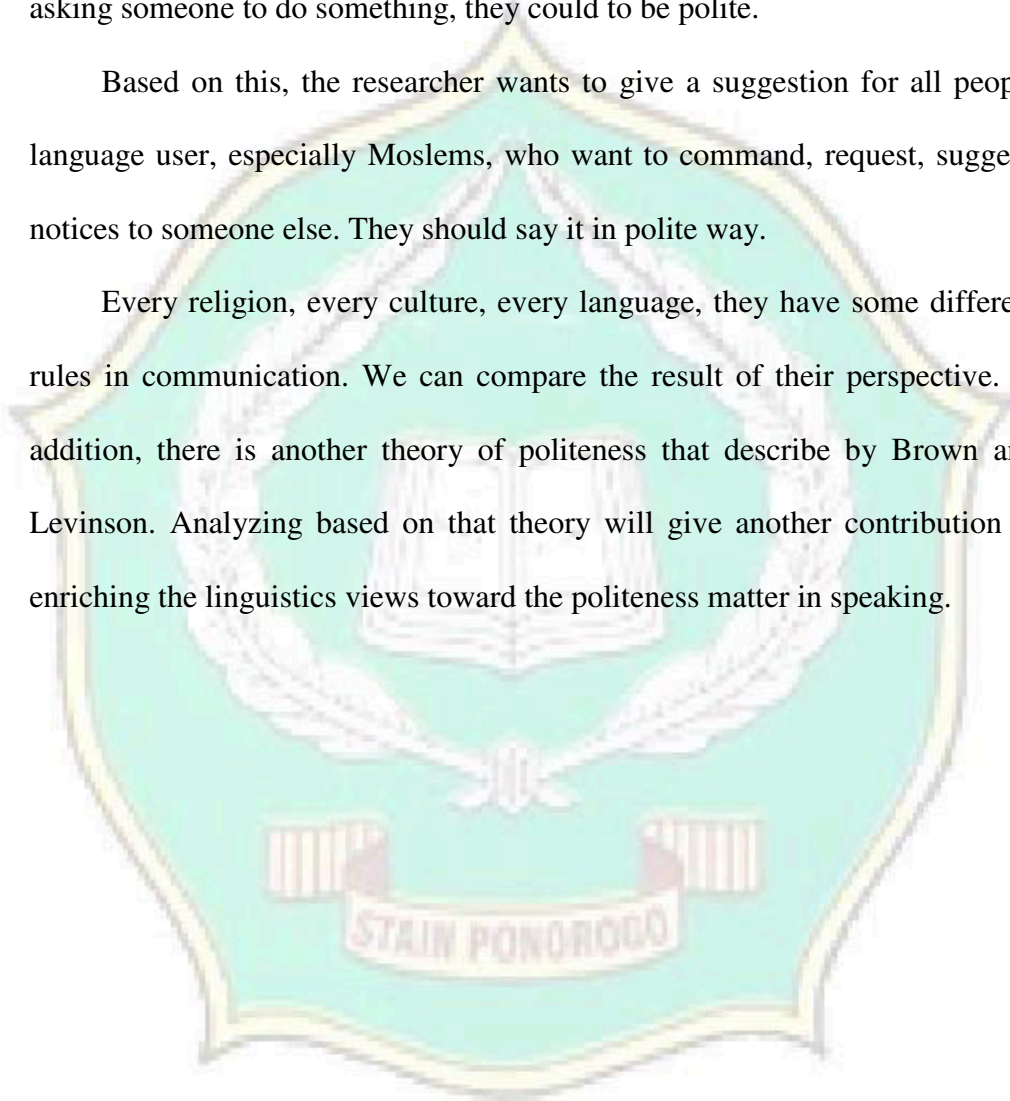 asking someone to do something, they could to be polite.
Based on this, the researcher wants to give a suggestion for all peop
language user, especially Moslems, who want to command, request, sugge
notices to someone else. They should say it in polite way.
Every religion, every culture, every language, they have some differe
rules in communication. We can compare the result of their perspective.
addition, there is another theory of politeness that describe by Brown a
Levinson. Analyzing based on that theory will give another contribution
enriching the linguistics views toward the politeness matter in speaking.
STAIN PONOROGO